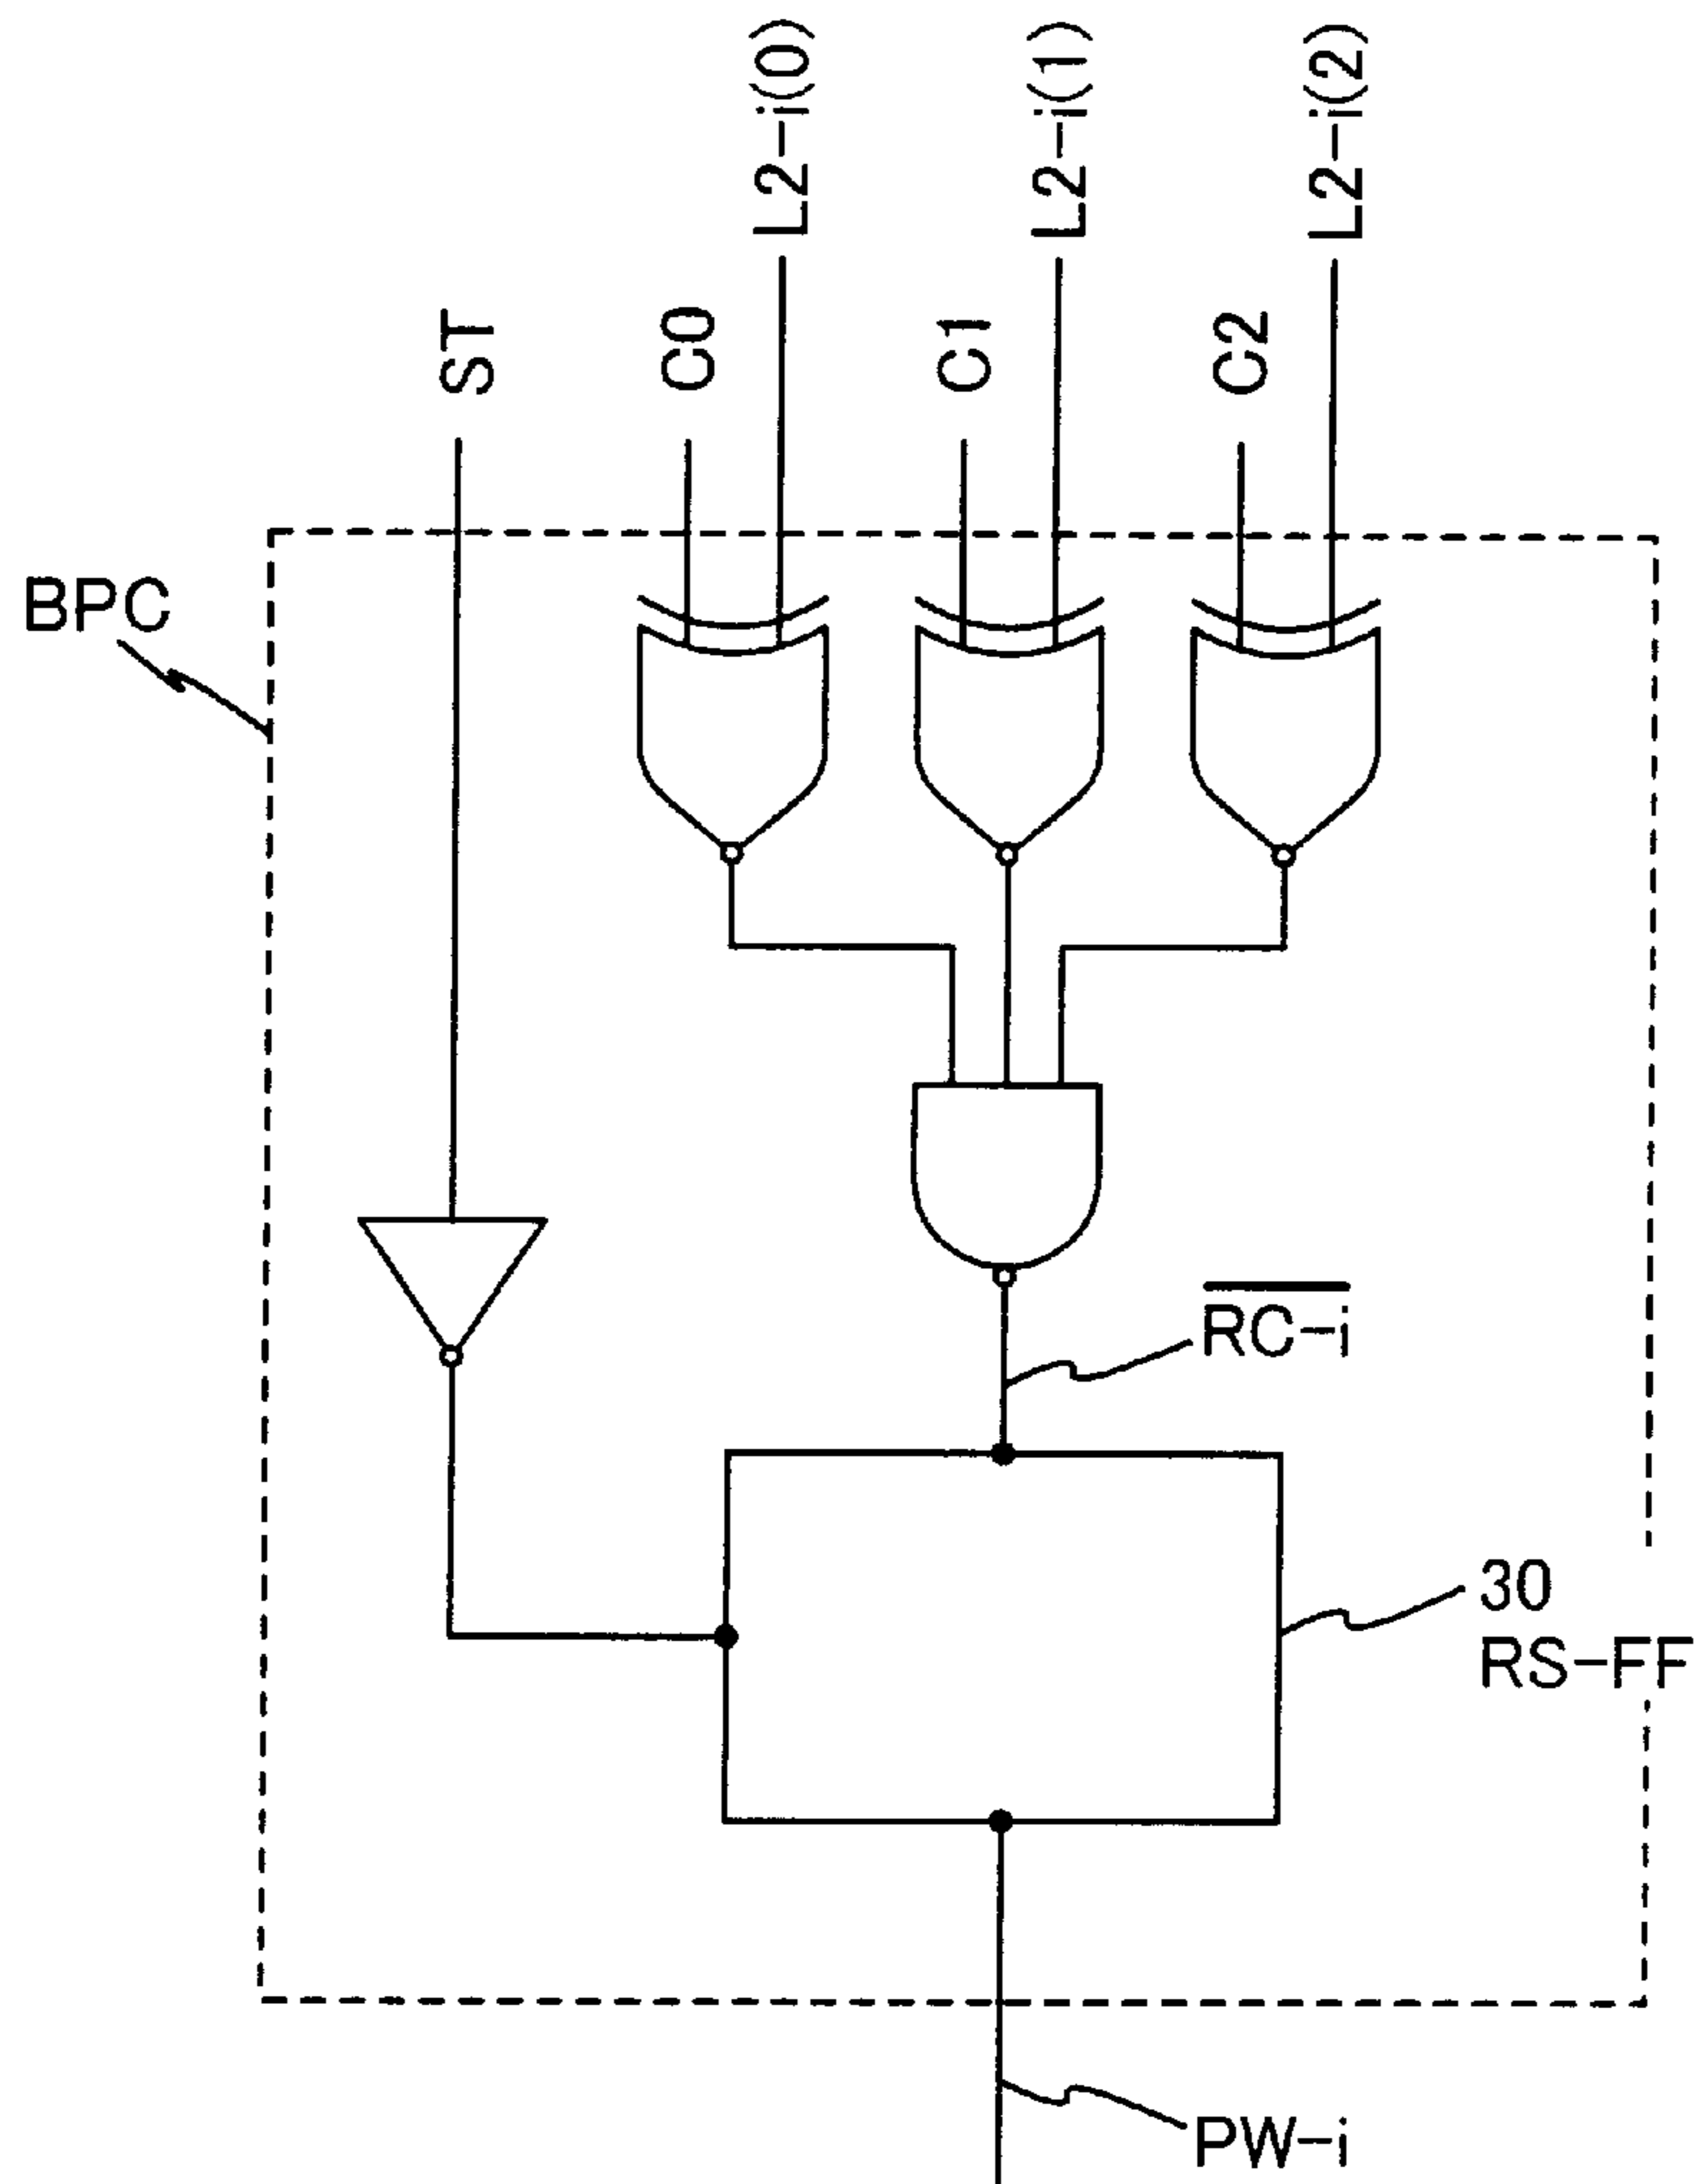 L2-i(0)
L2-i(1)
L2-i(2)
ST
C0
C1
C2
BPC
RC-i
30
RS-FF
PW-i